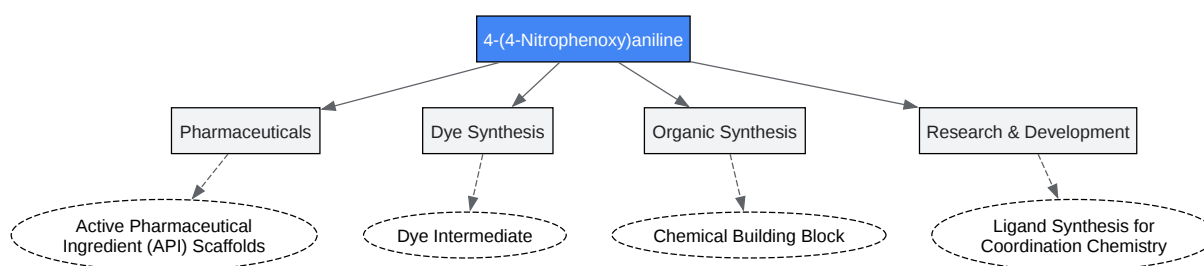 4-(4-Nitrophenoxy)aniline
Pharmaceuticals
Dye Synthesis
Organic Synthesis
Research & Development
Active Pharmaceutical
Ingredient (API) Scaffolds
Dye Intermediate
Chemical Building Block
Ligand Synthesis for
Coordination Chemistry